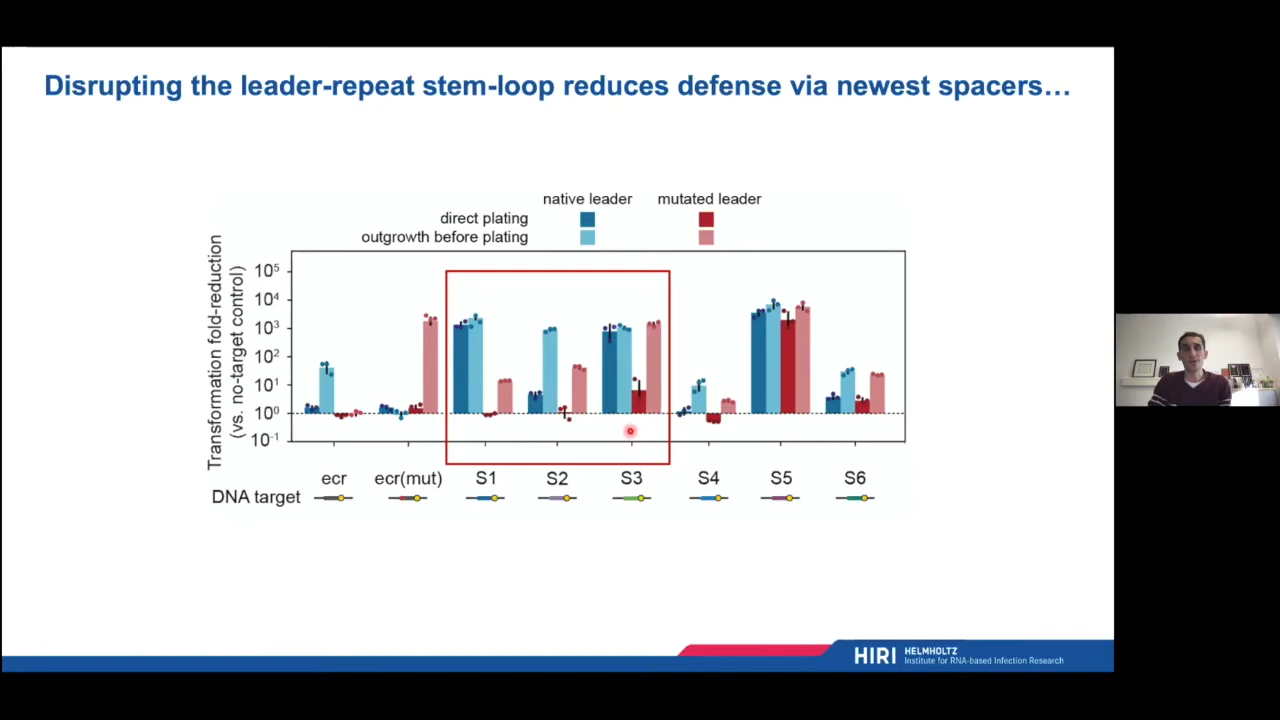 Disrupting the leader-repeat stem-loop reduces defense via newest spacers…
native leader mutated leader
direct plating
outgrowth before plating
Transformation fold-reduction
(vs. no-target control)
10⁵
10⁴
10³
10²
10¹
10⁰
10⁻¹
ecr ecr(mut) S1 S2 S3 S4 S5 S6
DNA target
HIRI HELMHOLTZ
Institute for RNA-based Infection Research